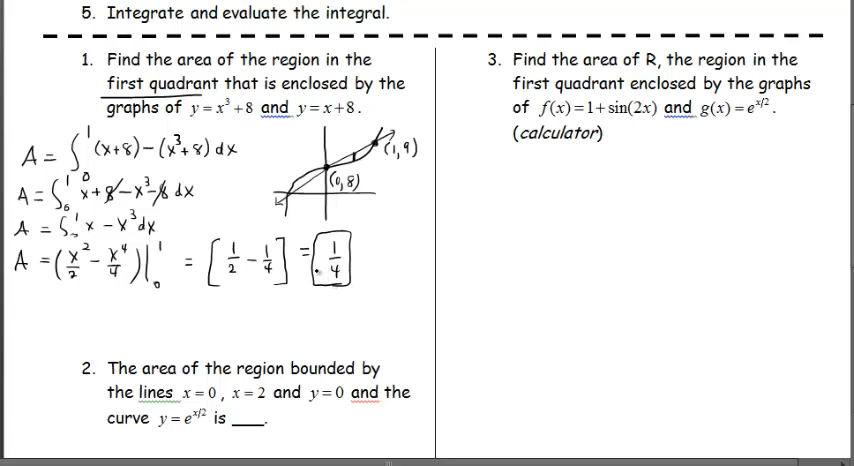 5. Integrate and evaluate the integral.
1. Find the area of the region in the
first quadrant that is enclosed by the
graphs of y = x³ + 8 and y = x + 8.
A = ∫₀¹ (x+8) − (x³+8) dx
A = ∫₀¹ x + 8 − x³ − 8 dx
A = ∫₀¹ x − x³ dx
A = (x²/2 − x⁴/4)|₀¹ = [1/2 − 1/4] = 1/4
(1,9)
(0,8)
2. The area of the region bounded by
the lines x = 0, x = 2 and y = 0 and the
curve y = e^(x/2) is ____.
3. Find the area of R, the region in the
first quadrant enclosed by the graphs
of f(x) = 1 + sin(2x) and g(x) = e^(x/2).
(calculator)